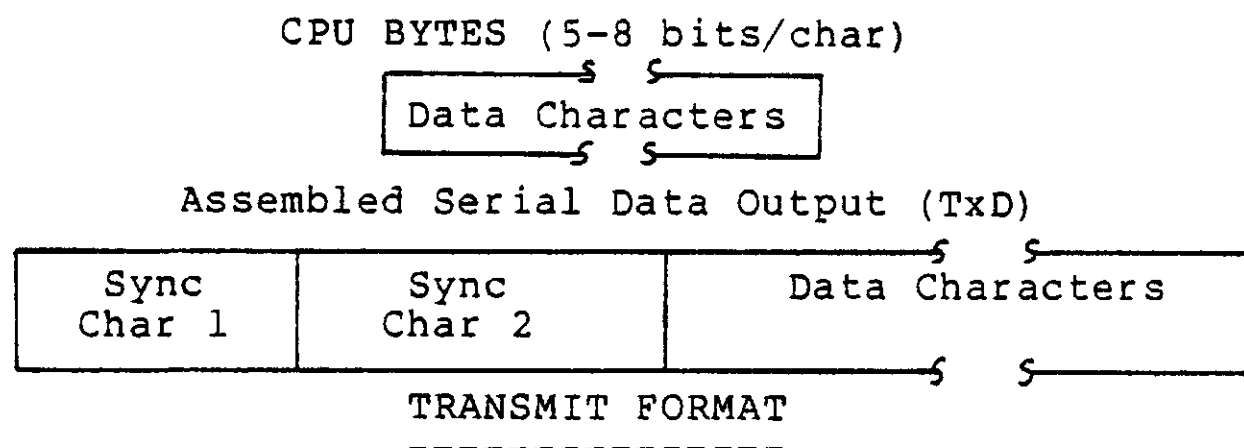 CPU BYTES (5-8 bits/char)
Data Characters
Assembled Serial Data Output (TxD)
Sync Char 1
Sync Char 2
Data Characters
TRANSMIT FORMAT